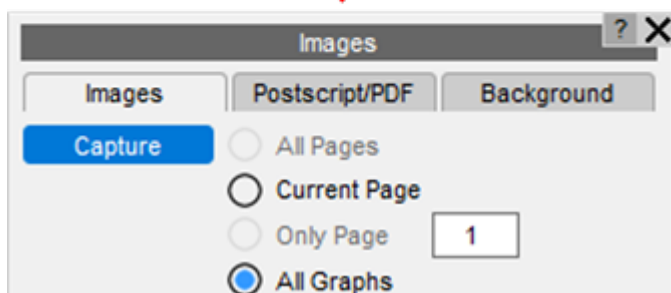 Images ?
Images Postscript/PDF Background
Capture All Pages
Current Page
Only Page 1
All Graphs